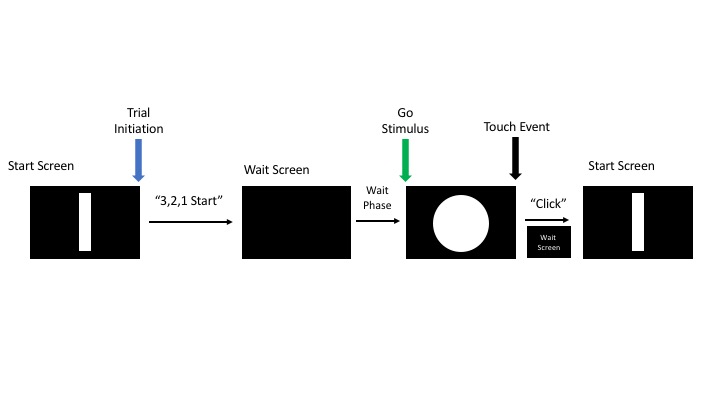 Trial
Initiation
Go
Stimulus
Touch Event
Start Screen
Wait Screen
Start Screen
“3,2,1 Start”
Wait
Phase
“Click”
Wait
Screen